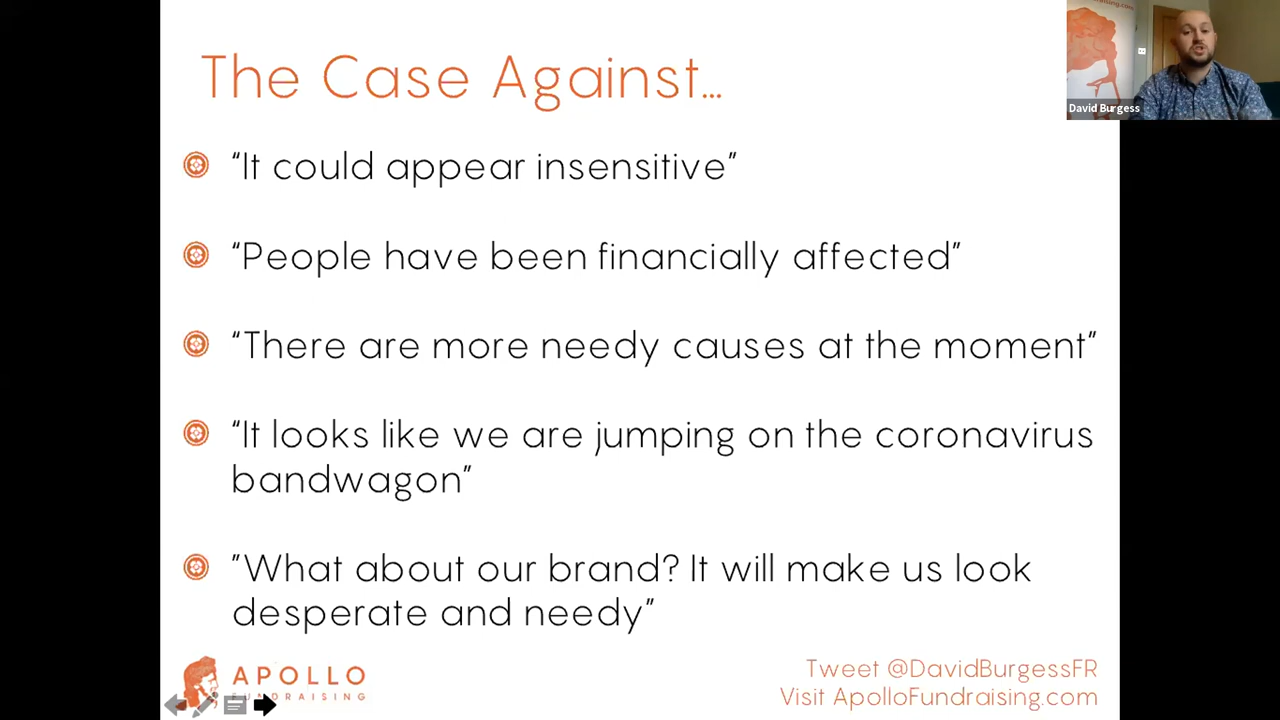 The Case Against...
“It could appear insensitive”
“People have been financially affected”
“There are more needy causes at the moment”
“It looks like we are jumping on the coronavirus
bandwagon”
”What about our brand? It will make us look
desperate and needy”
APOLLO
FUNDRAISING
Tweet @DavidBurgessFR
Visit ApolloFundraising.com
raising.com
David Burgess